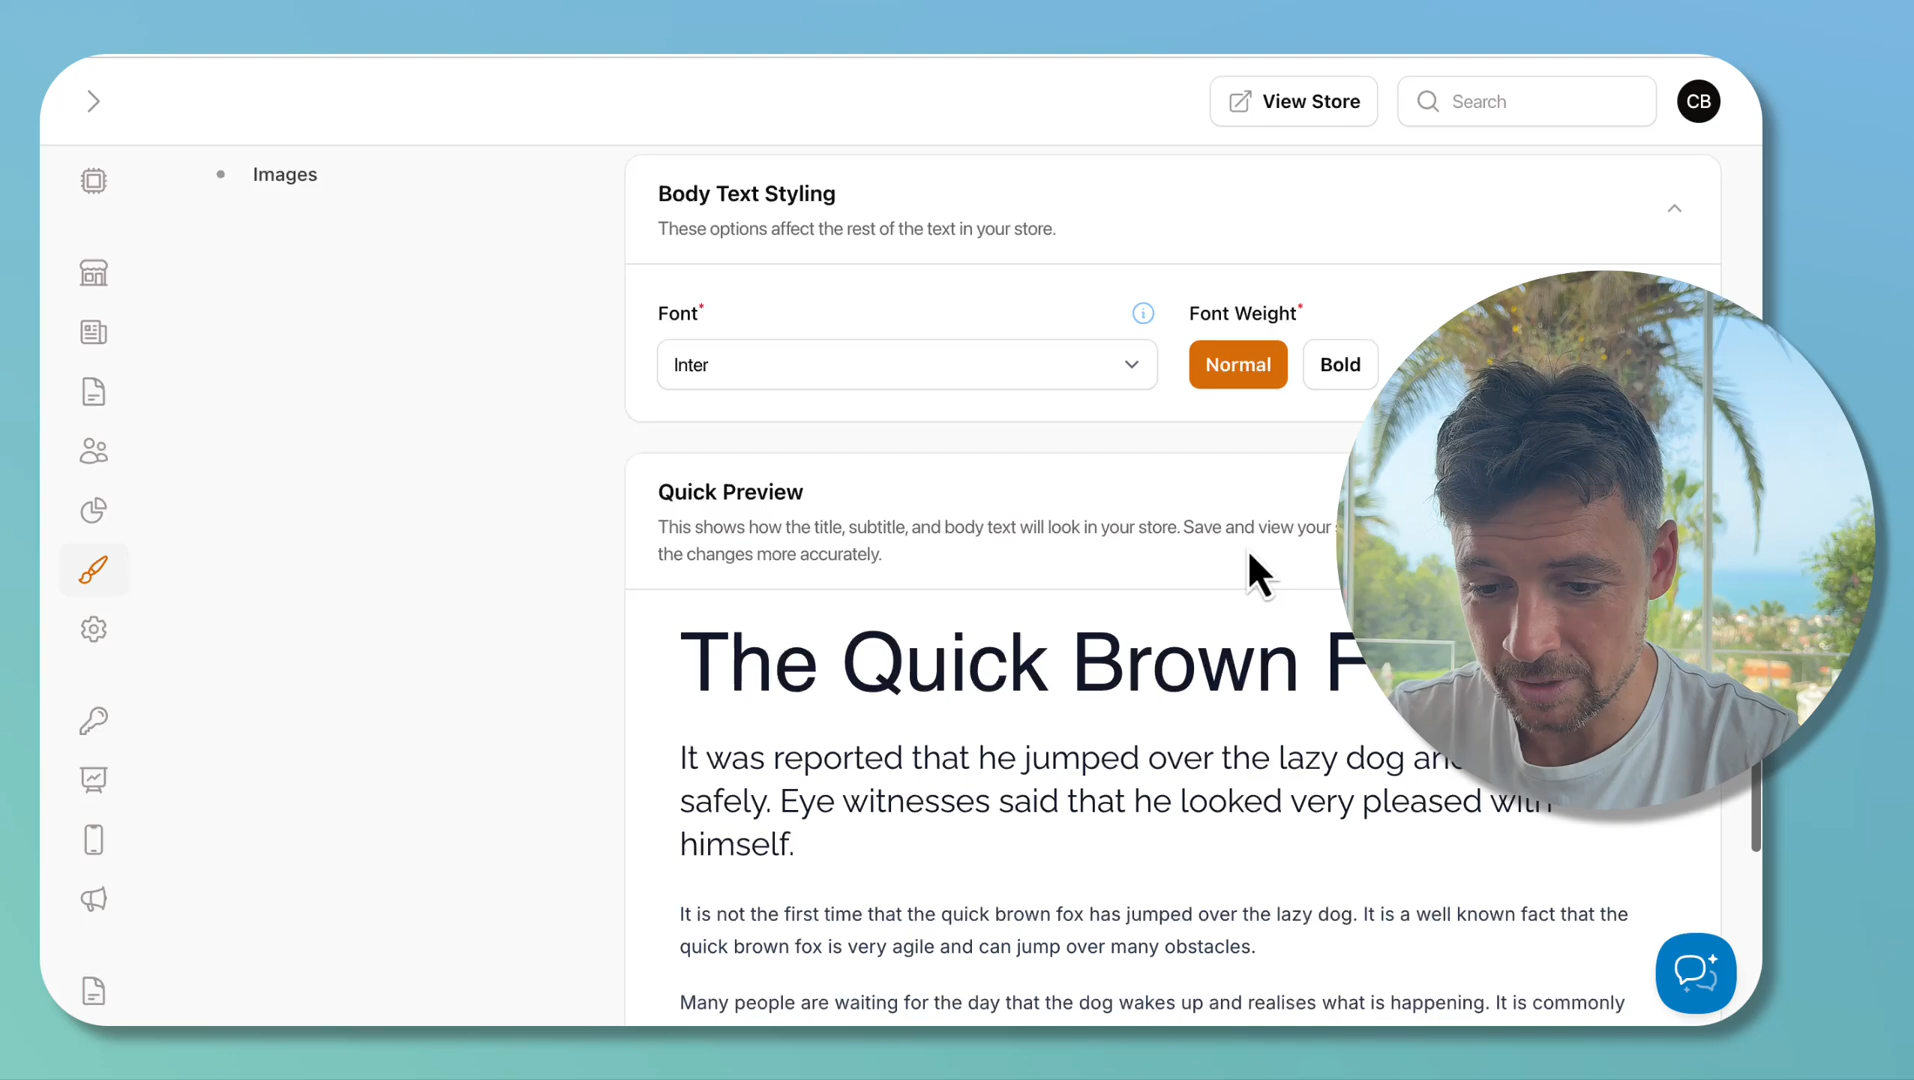 View Store
Search
CB
Images
Body Text Styling
These options affect the rest of the text in your store.
Font*
Font Weight*
Inter
Normal
Bold
Quick Preview
This shows how the title, subtitle, and body text will look in your store. Save and view your
the changes more accurately.
The Quick Brown F
It was reported that he jumped over the lazy dog and
safely. Eye witnesses said that he looked very pleased with
himself.
It is not the first time that the quick brown fox has jumped over the lazy dog. It is a well known fact that the
quick brown fox is very agile and can jump over many obstacles.
Many people are waiting for the day that the dog wakes up and realises what is happening. It is commonly